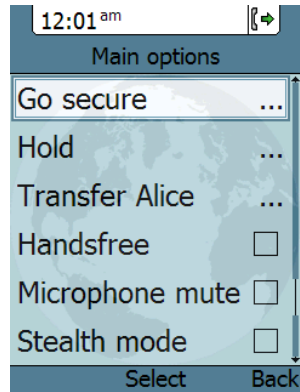 12:01 am
Main options
Go secure ...
Hold ...
Transfer Alice ...
Handsfree
Microphone mute
Stealth mode
Select Back